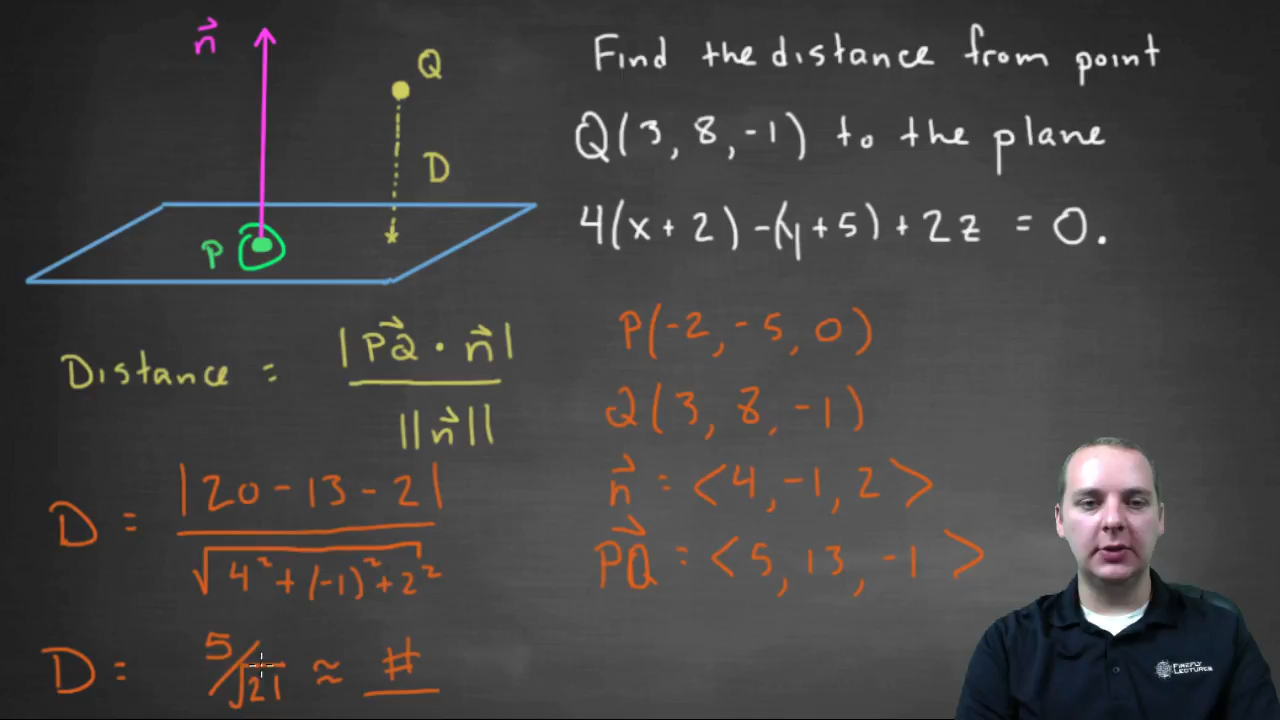 n⃗
Q
D
P
Find the distance from point
Q(3, 8, -1) to the plane
4(x + 2) -(y + 5) + 2z = 0.
Distance = |PQ⃗ · n⃗| / ||n⃗||
D = |20 - 13 - 2| / √4² + (-1)² + 2²
D = 5/√21 ≈ #
P(-2, -5, 0)
Q(3, 8, -1)
n⃗ = <4, -1, 2>
PQ⃗ = <5, 13, -1>
FIREFLY
LECTURES